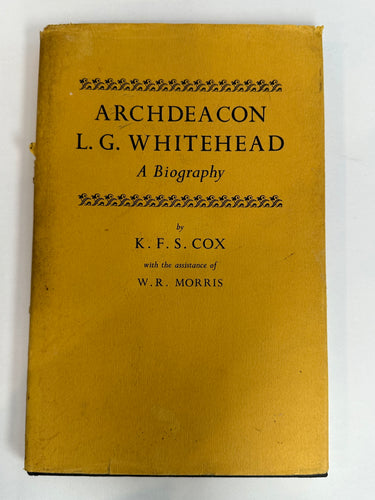 ARCHDEACON
L. G. WHITEHEAD
A Biography
by
K. F. S. COX
with the assistance of
W. R. MORRIS